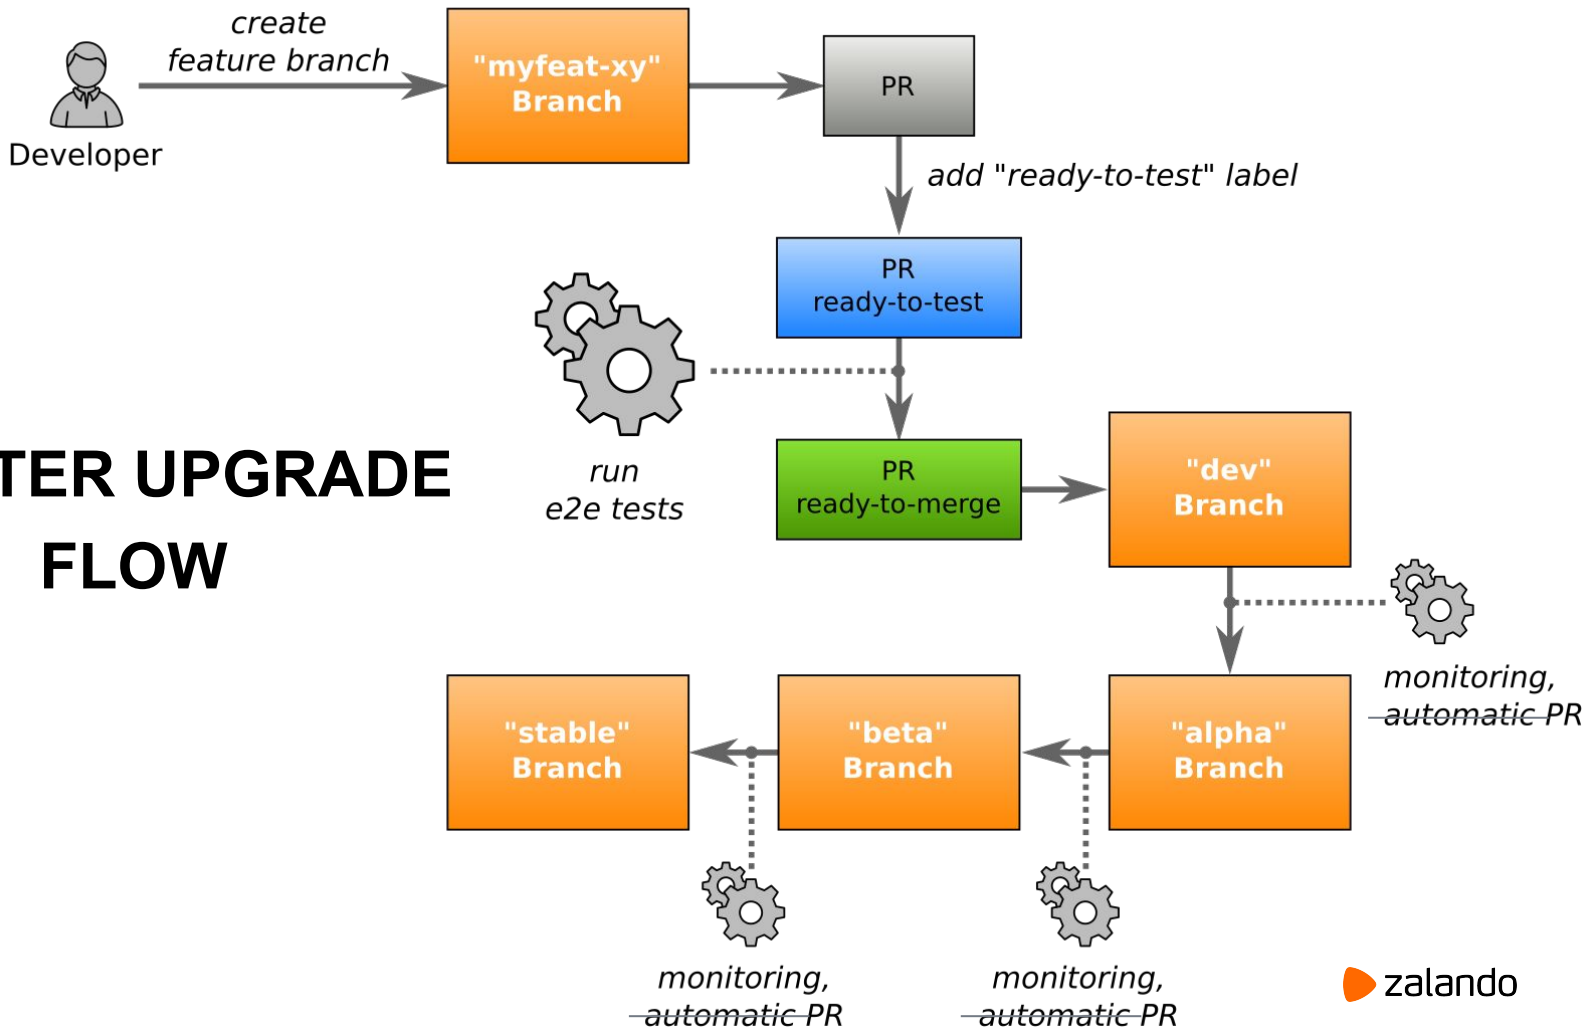 create
feature branch
Developer
"myfeat-xy"
Branch
PR
add "ready-to-test" label
PR
ready-to-test
run
e2e tests
TER UPGRADE
FLOW
PR
ready-to-merge
"dev"
Branch
monitoring,
automatic PR
"stable"
Branch
"beta"
Branch
"alpha"
Branch
monitoring,
automatic PR
monitoring,
automatic PR
zalando